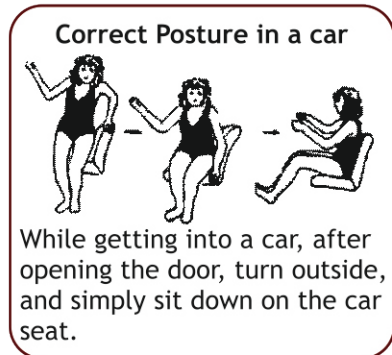 Correct Posture in a car
While getting into a car, after
opening the door, turn outside,
and simply sit down on the car
seat.